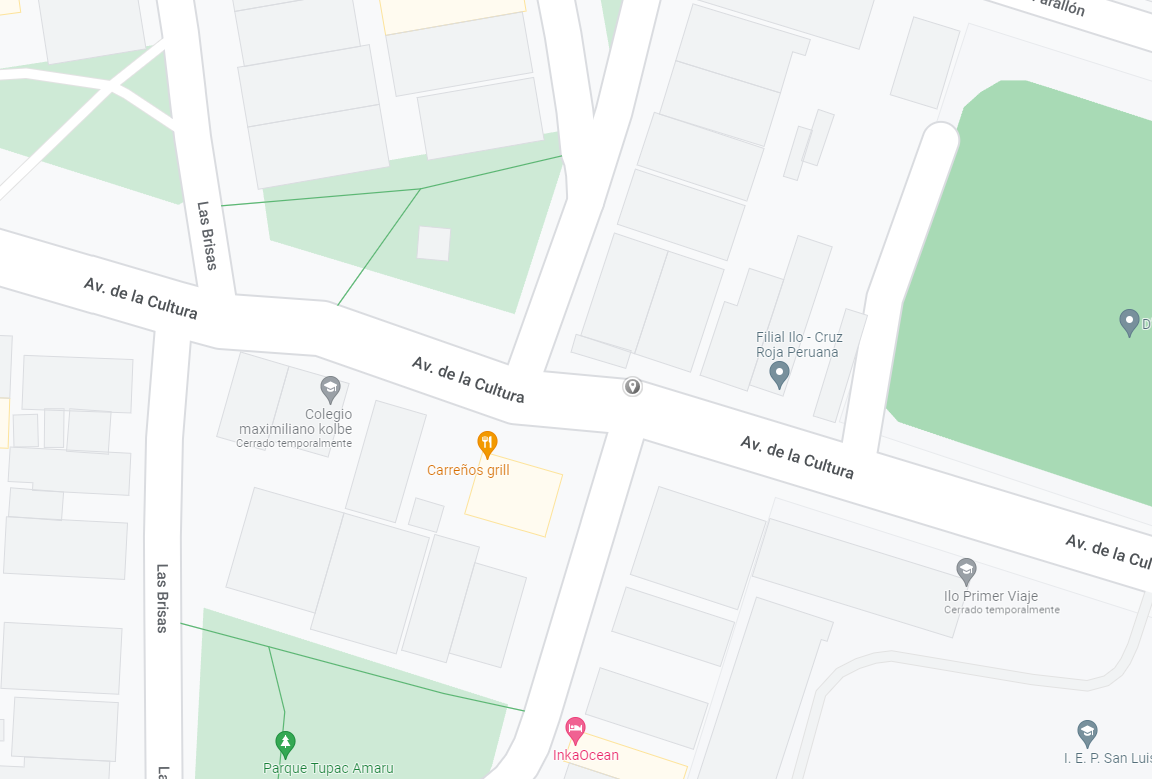 Farallón
Las Brisas
Av. de la Cultura
Filial Ilo - Cruz
Roja Peruana
D
Av. de la Cultura
Colegio
maximiliano kolbe
Cerrado temporalmente
Carreños grill
Av. de la Cultura
Av. de la Cul
Las Brisas
Ilo Primer Viaje
Cerrado temporalmente
InkaOcean
I. E. P. San Luis
Parque Tupac Amaru
La